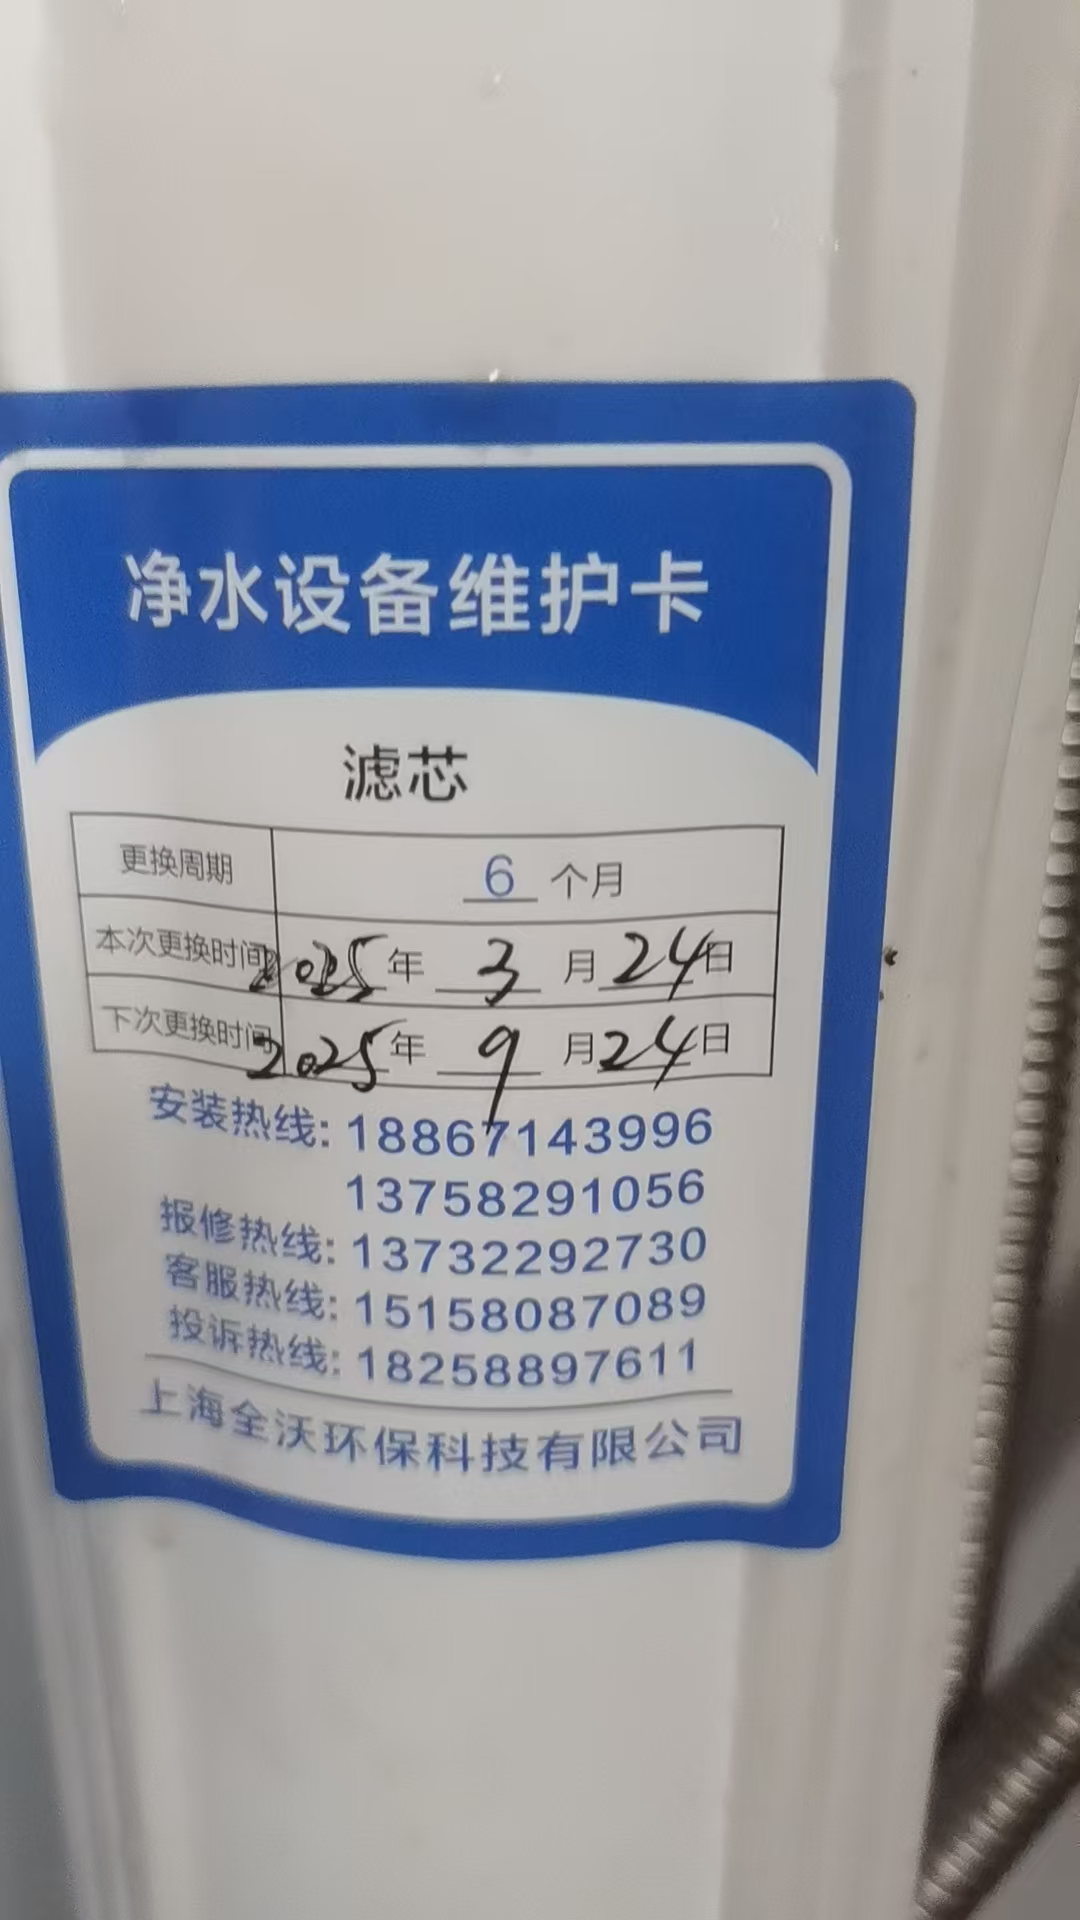 净水设备维护卡
滤芯
更换周期 6 个月
本次更换时间 2025 年 3 月 24 日
下次更换时间 2025 年 9 月 24 日
安装热线: 18867143996
13758291056
报修热线: 13732292730
客服热线: 15158087089
投诉热线: 18258897611
上海全沃环保科技有限公司